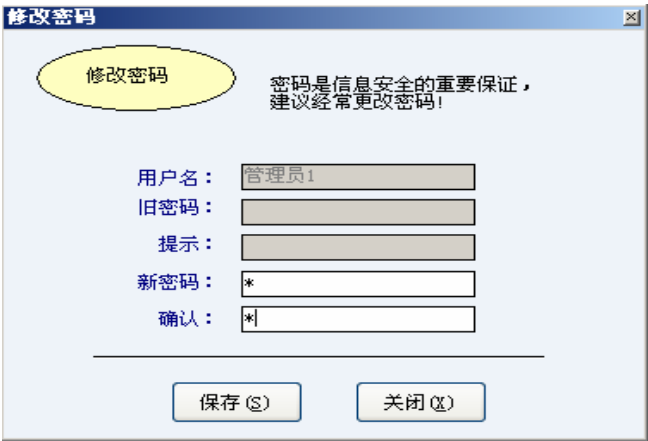 修改密码
修改密码
密码是信息安全的重要保证，
建议经常更改密码!
用户名： 管理员1
旧密码：
提示：
新密码： *
确认： *
保存(S) 关闭(X)